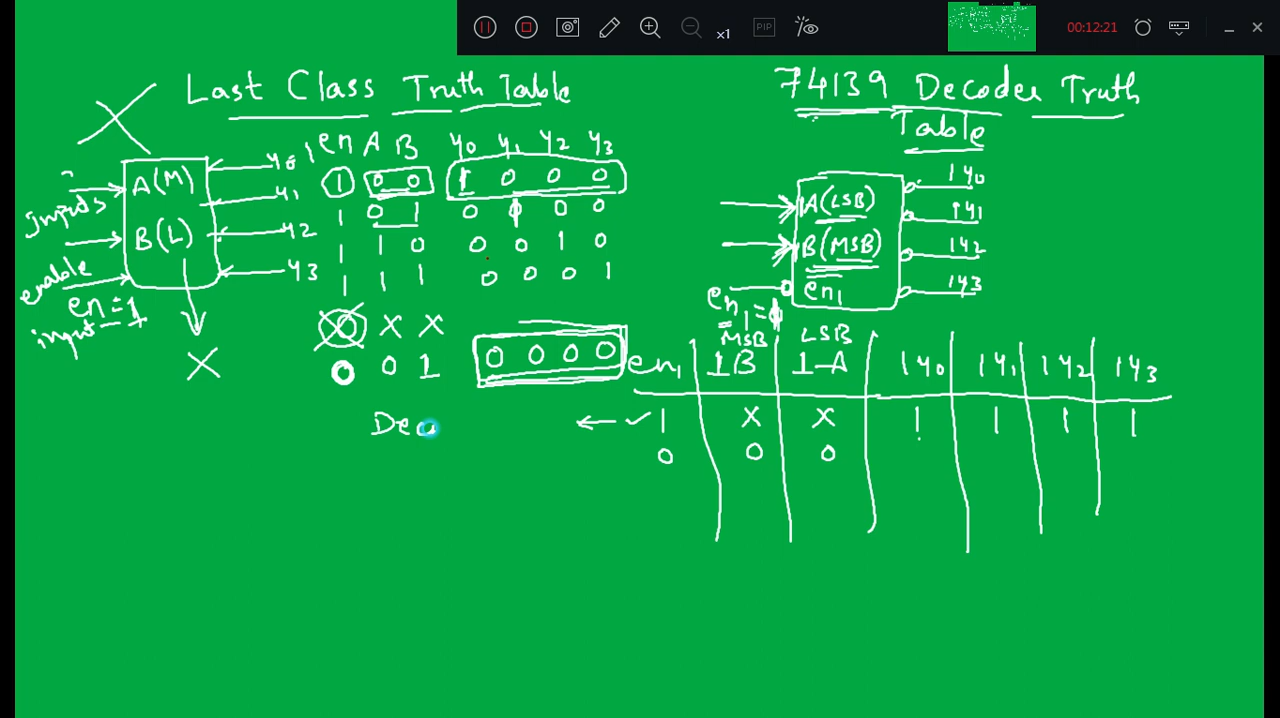 x1
PIP
00:12:21
Last Class Truth Table
74139 Decoder Truth
Table
en A B y0 y1 y2 y3
1 0 0 1 0 0 0
1 0 1 0 1 0 0
1 1 0 0 0 1 0
1 1 1 0 0 0 1
X X
0 0 1 0 0 0 0
inputs
A(M)
B(L)
y0
y1
y2
y3
enable
en=1
input
X
1A(LSB)
1B(MSB)
en1
1y0
1y1
1y2
1y3
en1=
MSB LSB
en1 1B 1A 1y0 1y1 1y2 1y3
1 X X 1 1 1 1
0 0 0
Dec